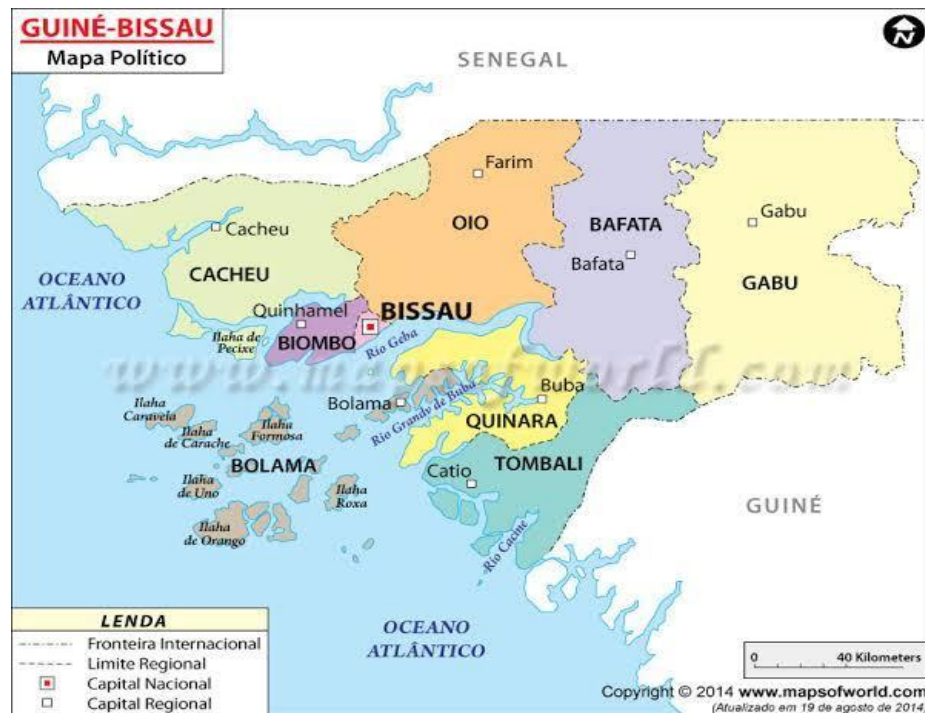 GUINÉ-BISSAU
Mapa Político
N
SENEGAL
Farim
OIO
BAFATA
Bafata
Gabu
GABU
Cacheu
CACHEU
OCEANO
ATLÂNTICO
Quinhamel
BISSAU
BIOMBO
Rio Geba
Ilaha de
Pecixe
www.mapsofworld.com
Bolama
Rio Grandv de Buba
Buba
QUINARA
Ilaha
Caravela
Ilaha
de Carache
Ilaha
Formosa
BOLAMA
Ilaha
de Uno
Ilaha
Roxa
Ilaha
de Orango
TOMBALI
Catio
Rio Cacine
GUINÉ
OCEANO
ATLÂNTICO
LENDA
Fronteira Internacional
Limite Regional
Capital Nacional
Capital Regional
0 40 Kilometers
Copyright © 2014 www.mapsofworld.com
(Atualizado em 19 de agosto de 2014)